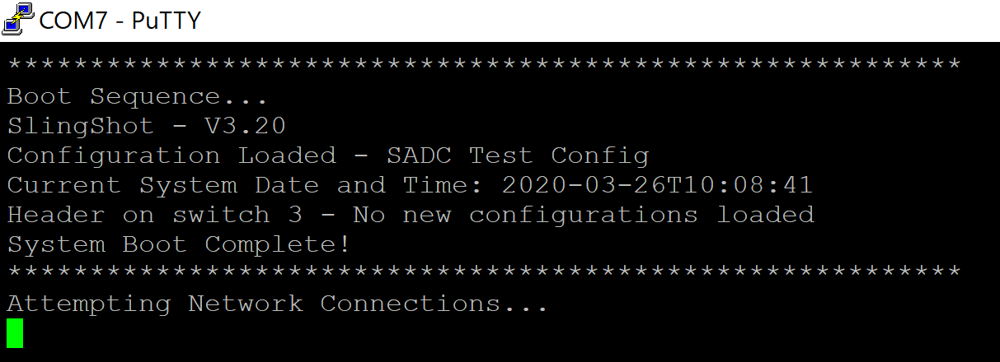 COM7 - PuTTY
**********************************************************
Boot Sequence...
SlingShot - V3.20
Configuration Loaded - SADC Test Config
Current System Date and Time: 2020-03-26T10:08:41
Header on switch 3 - No new configurations loaded
System Boot Complete!
**********************************************************
Attempting Network Connections...